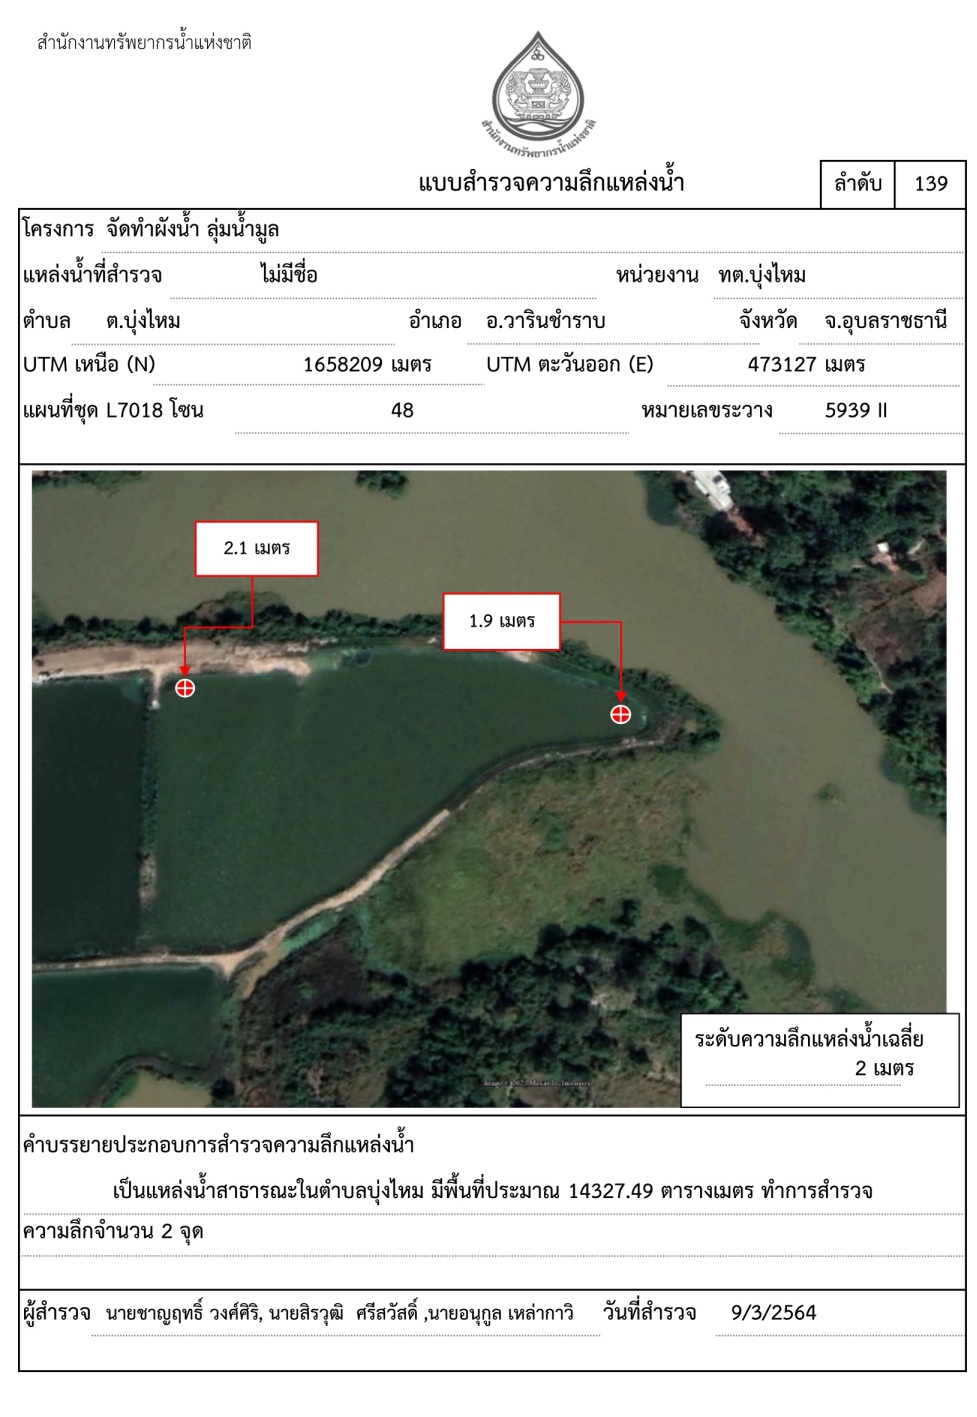 สำนักงานทรัพยากรน้ำแห่งชาติ
สำนักงานทรัพยากรน้ำแห่งชาติ
แบบสำรวจความลึกแหล่งน้ำ ลำดับ 139
โครงการ จัดทำผังน้ำ ลุ่มน้ำมูล
แหล่งน้ำที่สำรวจ ไม่มีชื่อ หน่วยงาน ทต.บุ่งไหม
ตำบล ต.บุ่งไหม อำเภอ อ.วารินชำราบ จังหวัด จ.อุบลราชธานี
UTM เหนือ (N) 1658209 เมตร UTM ตะวันออก (E) 473127 เมตร
แผนที่ชุด L7018 โซน 48 หมายเลขระวาง 5939 II
2.1 เมตร
1.9 เมตร
ระดับความลึกแหล่งน้ำเฉลี่ย
2 เมตร
คำบรรยายประกอบการสำรวจความลึกแหล่งน้ำ
เป็นแหล่งน้ำสาธารณะในตำบลบุ่งไหม มีพื้นที่ประมาณ 14327.49 ตารางเมตร ทำการสำรวจ
ความลึกจำนวน 2 จุด
ผู้สำรวจ นายชาญฤทธิ์ วงศ์ศิริ, นายสิรวุฒิ ศรีสวัสดิ์ ,นายอนุกูล เหล่ากาวิ วันที่สำรวจ 9/3/2564